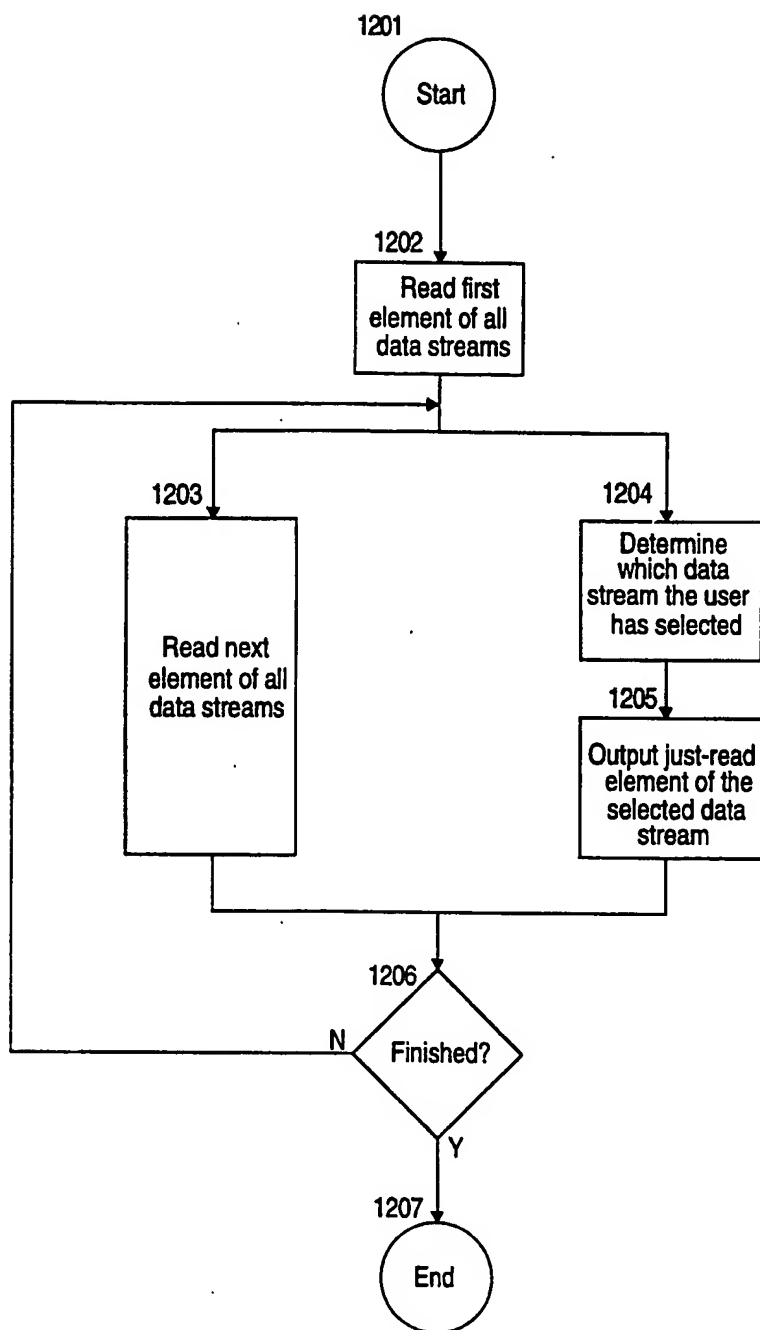 1201
Start
1202
Read first
element of all
data streams
1203
Read next
element of all
data streams
1204
Determine
which data
stream the user
has selected
1205
Output just-read
element of the
selected data
stream
1206
Finished?
N
Y
1207
End